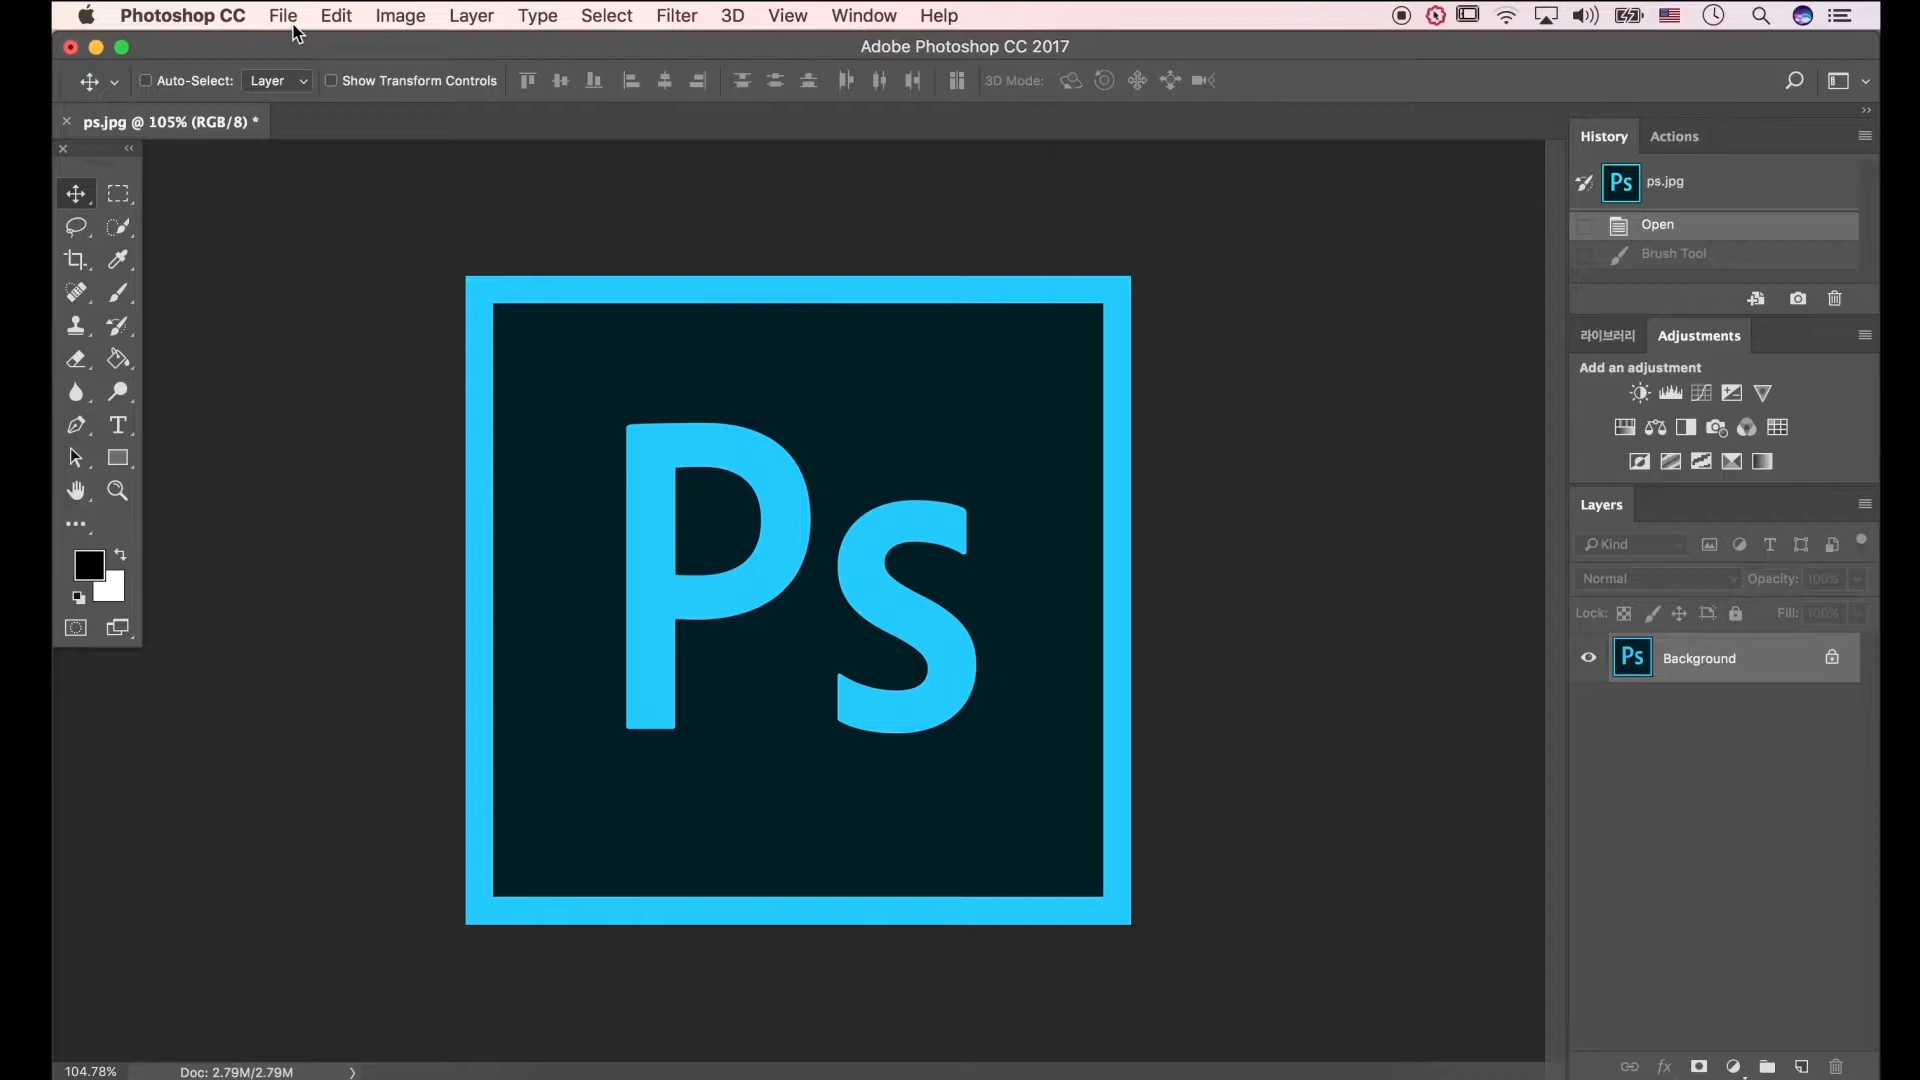 Photoshop CC File Edit Image Layer Type Select Filter 3D View Window Help
Adobe Photoshop CC 2017
Auto-Select: Layer Show Transform Controls 3D Mode:
ps.jpg @ 105% (RGB/8) *
History Actions
Ps ps.jpg
Open
Brush Tool
라이브러리 Adjustments
Add an adjustment
Ps
Layers
Kind
Normal Opacity: 100%
Lock: Fill: 100%
Ps Background
104.78% Doc: 2.79M/2.79M
fx